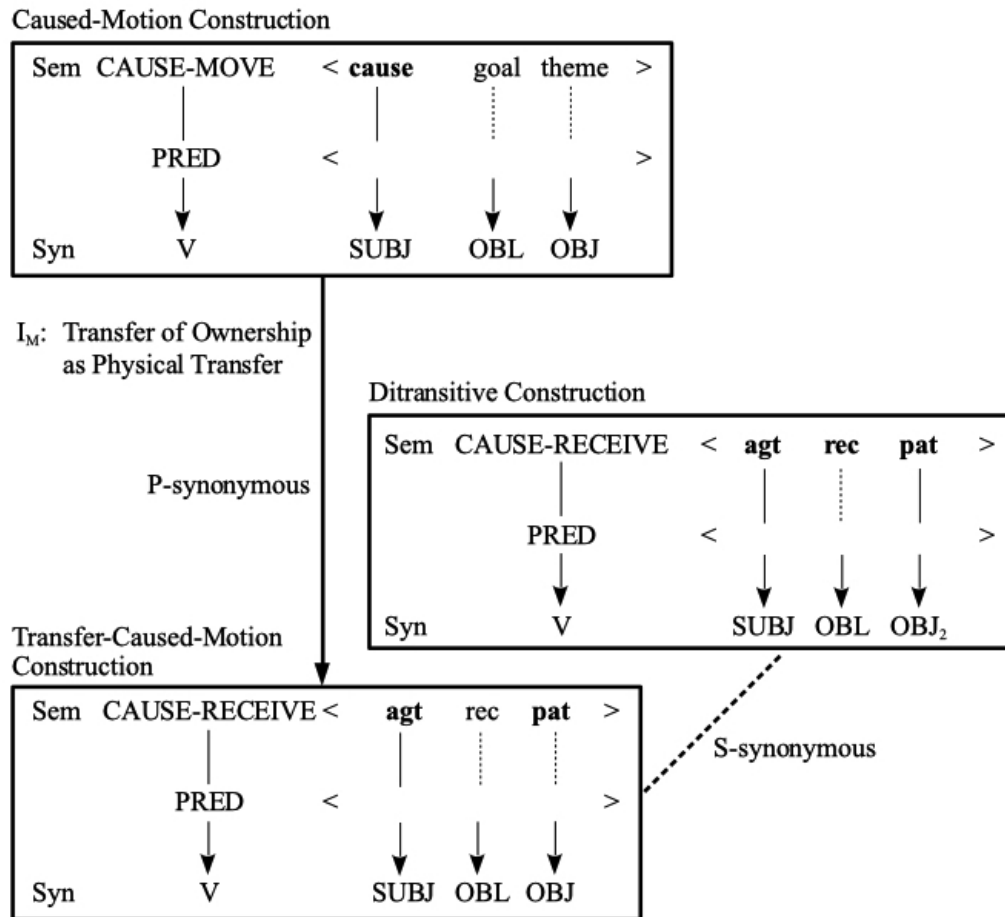 Caused-Motion Construction
Sem CAUSE-MOVE < cause goal theme >
PRED < >
Syn V SUBJ OBL OBJ
I_M: Transfer of Ownership
as Physical Transfer
Ditransitive Construction
Sem CAUSE-RECEIVE < agt rec pat >
P-synonymous
PRED < >
Syn V SUBJ OBL OBJ₂
Transfer-Caused-Motion
Construction
Sem CAUSE-RECEIVE < agt rec pat >
S-synonymous
PRED < >
Syn V SUBJ OBL OBJ